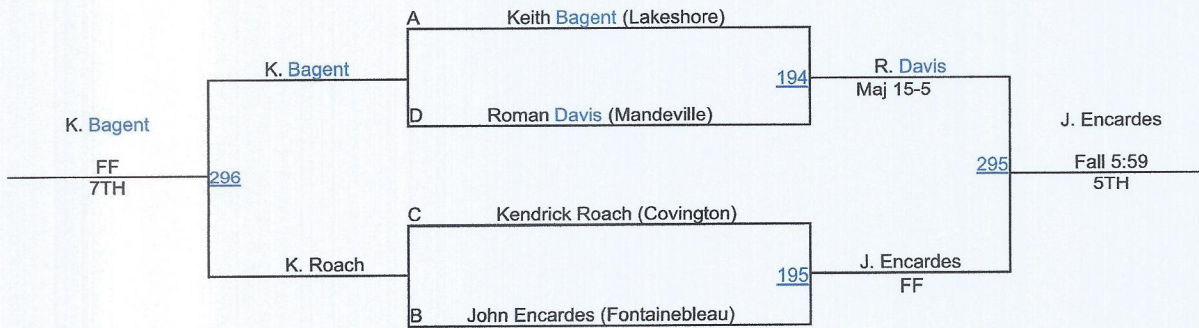 A Keith Bagent (Lakeshore)
K. Bagent
194
R. Davis
Maj 15-5
D Roman Davis (Mandeville)
K. Bagent
J. Encardes
FF
7TH
296
295
Fall 5:59
5TH
C Kendrick Roach (Covington)
K. Roach
195
J. Encardes
FF
B John Encardes (Fontainebleau)